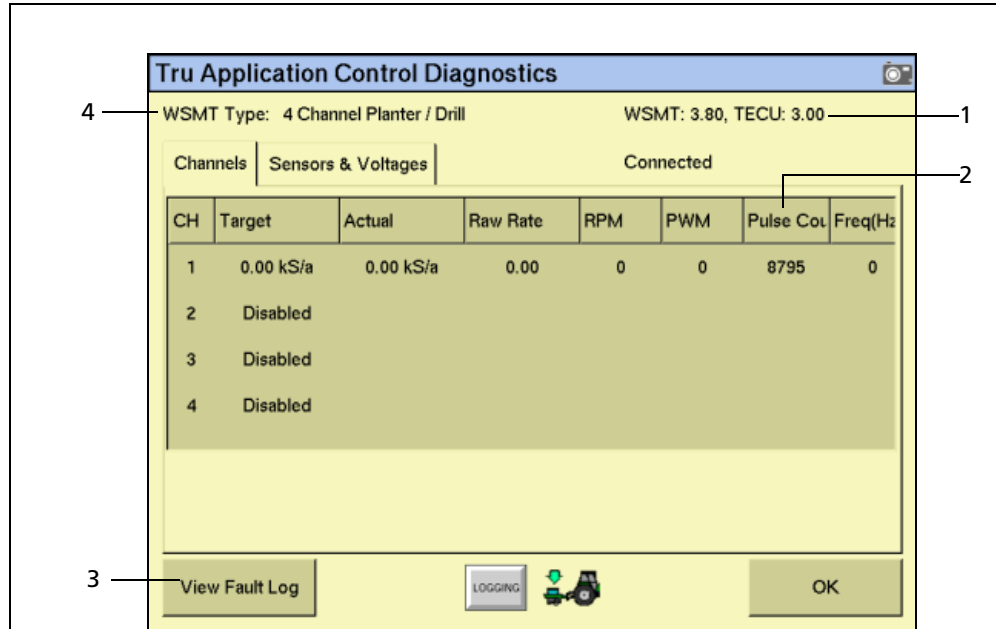 Tru Application Control Diagnostics
4 WSMT Type: 4 Channel Planter / Drill WSMT: 3.80, TECU: 3.00 1
Channels Sensors & Voltages Connected
2
CH Target Actual Raw Rate RPM PWM Pulse Cou Freq(Hz
1 0.00 kS/a 0.00 kS/a 0.00 0 0 8795 0
2 Disabled
3 Disabled
4 Disabled
3 View Fault Log LOGGING OK